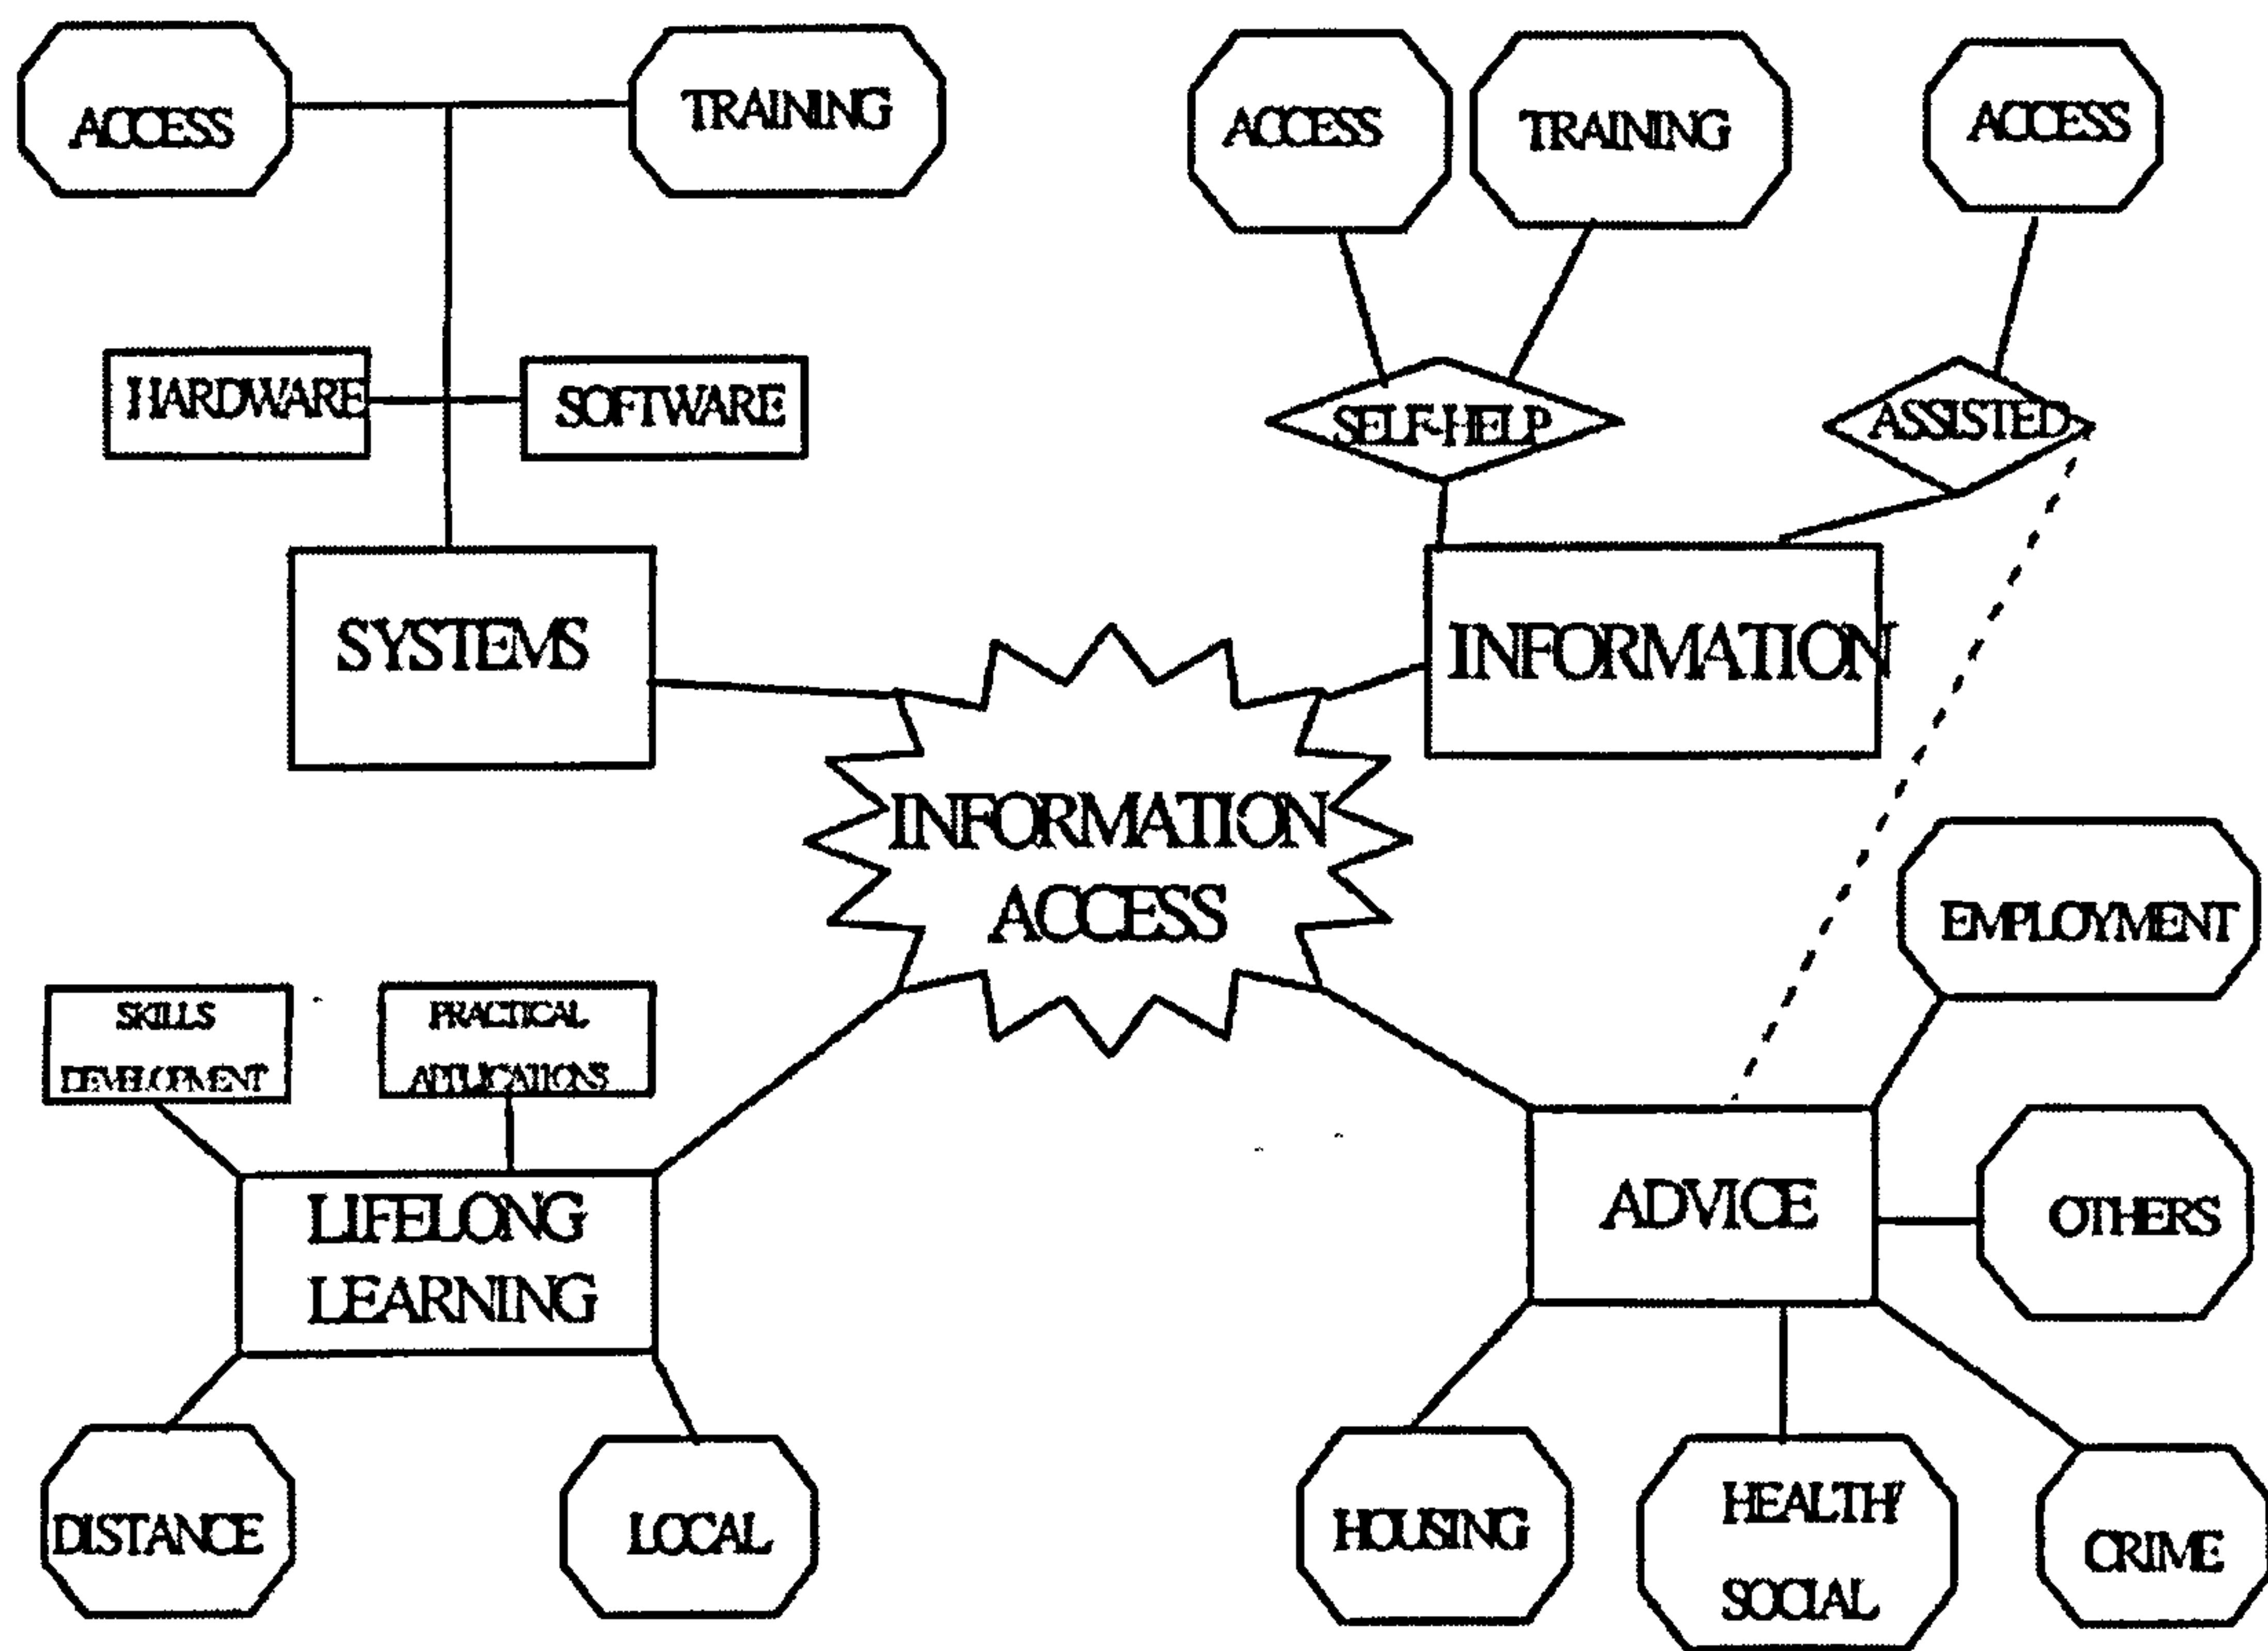 ACCESS
TRAINING
ACCESS
TRAINING
ACCESS
HARDWARE
SOFTWARE
SELF-HELP
ASSISTED
SYSTEMS
INFORMATION
INFORMATION
ACCESS
EMPLOYMENT
SKILLS
DEVELOPMENT
PRACTICAL
APPLICATIONS
LIFELONG
LEARNING
ADVICE
OTHERS
DISTANCE
LOCAL
HOUSING
HEALTH/
SOCIAL
CRIME